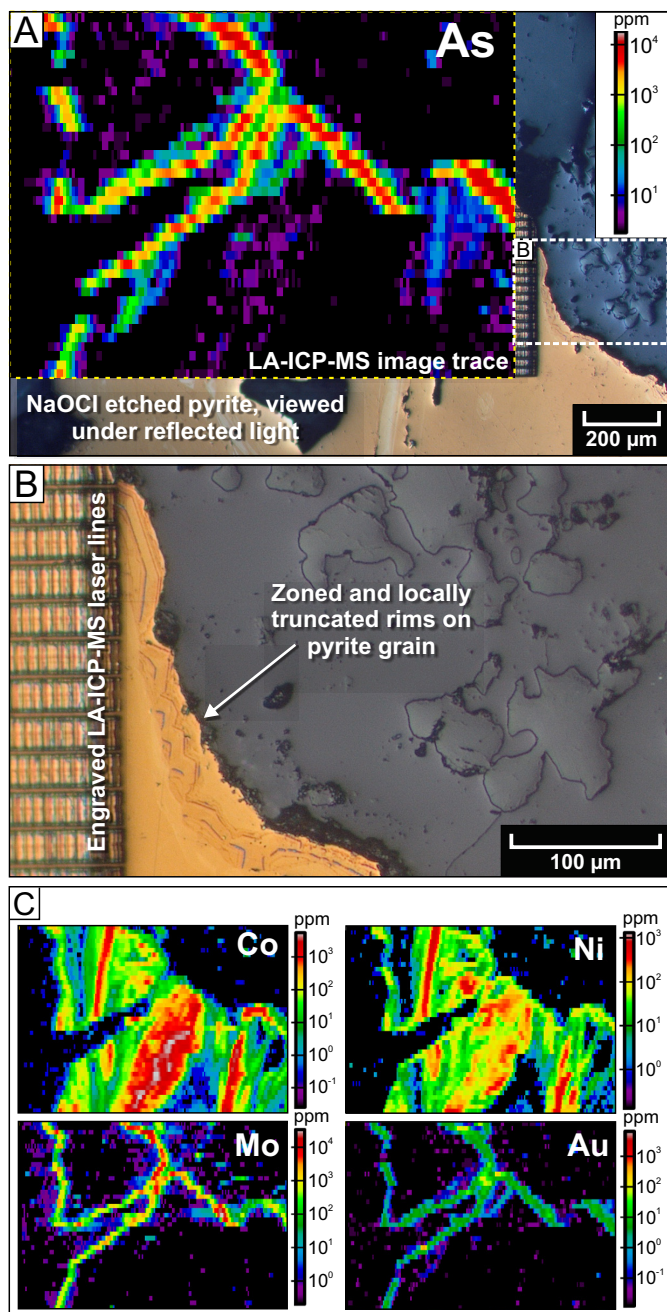 A
As
ppm
10⁴
10³
10²
10¹
B
LA-ICP-MS image trace
NaOCl etched pyrite, viewed
under reflected light
200 µm
B
Engraved LA-ICP-MS laser lines
Zoned and locally
truncated rims on
pyrite grain
100 µm
C
Co
ppm
10³
10²
10¹
10⁰
10⁻¹
Ni
ppm
10³
10²
10¹
10⁰
Mo
ppm
10⁴
10³
10²
10¹
10⁰
Au
ppm
10³
10²
10¹
10⁰
10⁻¹